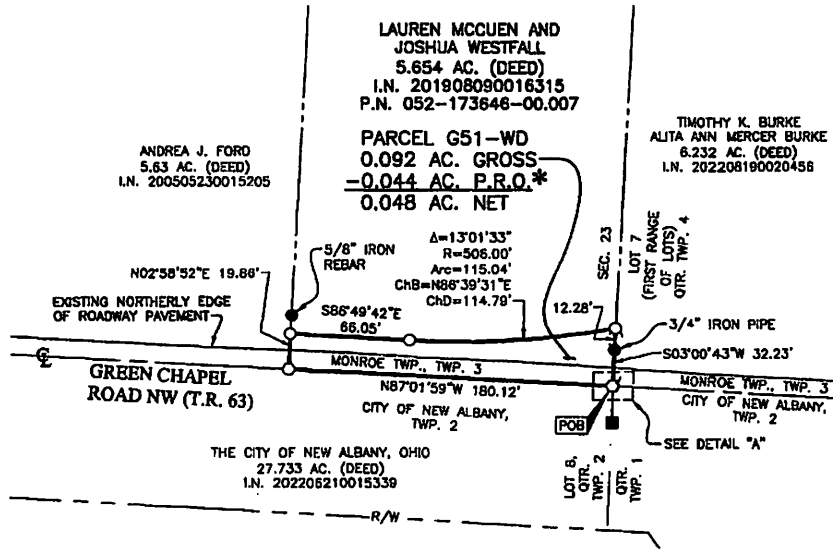 LAUREN MCCUEN AND
JOSHUA WESTFALL
5.654 AC. (DEED)
I.N. 201908090016315
P.N. 052-173646-00.007
TIMOTHY K. BURKE
ALITA ANN MERCER BURKE
6.232 AC. (DEED)
I.N. 202208190020456
ANDREA J. FORD
5.63 AC. (DEED)
I.N. 200505230015205
PARCEL G51-WD
0.092 AC. GROSS
-0.044 AC. P.R.O.*
0.048 AC. NET
SEC. 23
LOT 7
(FIRST RANGE
OF LOTS)
QTR. TWP. 4
Δ=13°01'33"
R=506.00'
Arc=115.04'
ChB=N86°39'31"E
ChD=114.79'
5/8" IRON
REBAR
N02°58'52"E 19.86'
EXISTING NORTHERLY EDGE
OF ROADWAY PAVEMENT
S86°49'42"E
66.05'
12.28'
3/4" IRON PIPE
S03°00'43"W 32.23'
℄
GREEN CHAPEL
ROAD NW (T.R. 63)
MONROE TWP., TWP. 3
N87°01'59"W 180.12'
CITY OF NEW ALBANY,
TWP. 2
MONROE TWP., TWP. 3
CITY OF NEW ALBANY,
TWP. 2
POB
SEE DETAIL "A"
THE CITY OF NEW ALBANY, OHIO
27.733 AC. (DEED)
I.N. 202206210015339
LOT 8,
QTR.
TWP. 2
QTR.
TWP. 1
R/W